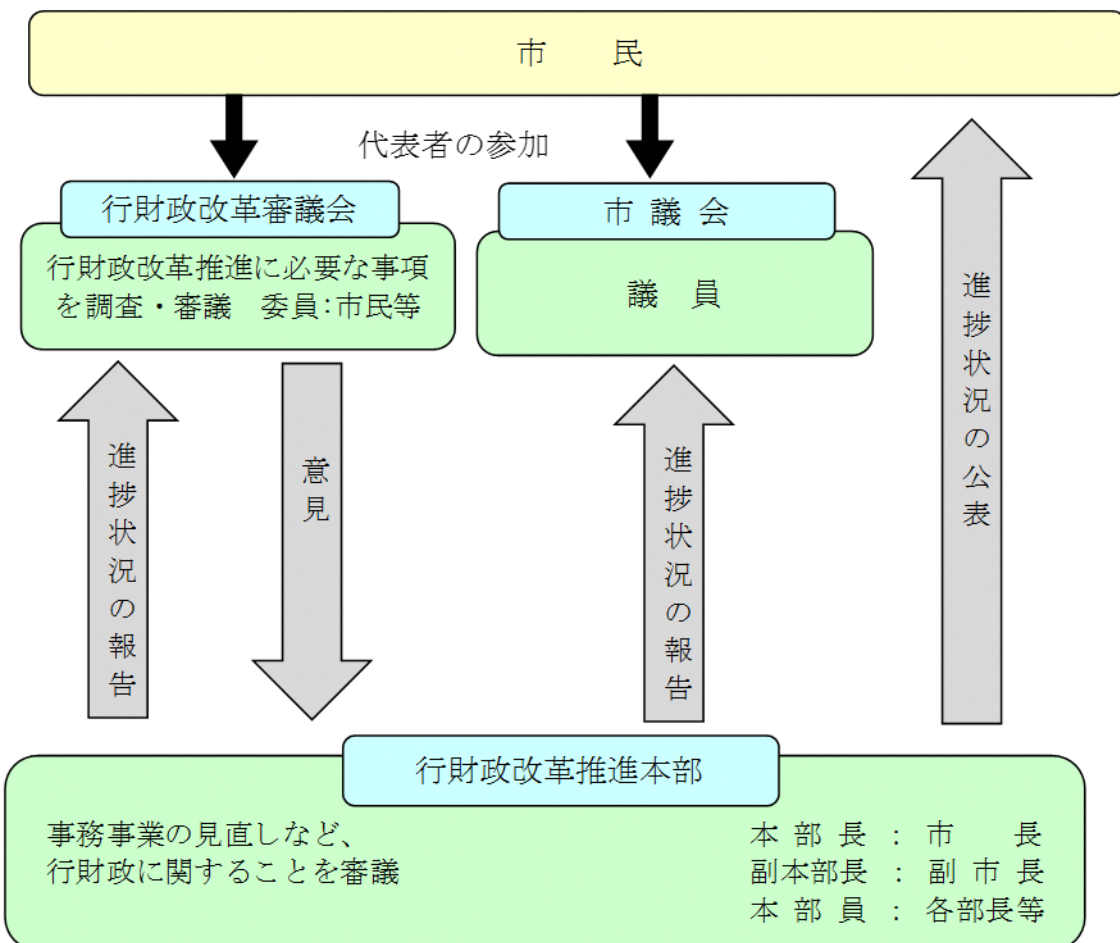 市　　民
代表者の参加
行財政改革審議会
行財政改革推進に必要な事項
を調査・審議　委員:市民等
市 議 会
議　員
進捗状況の報告
意見
進捗状況の報告
進捗状況の公表
行財政改革推進本部
事務事業の見直しなど、
行財政に関することを審議
本 部 長 ： 市　　長
副本部長 ： 副 市 長
本 部 員 ： 各部長等